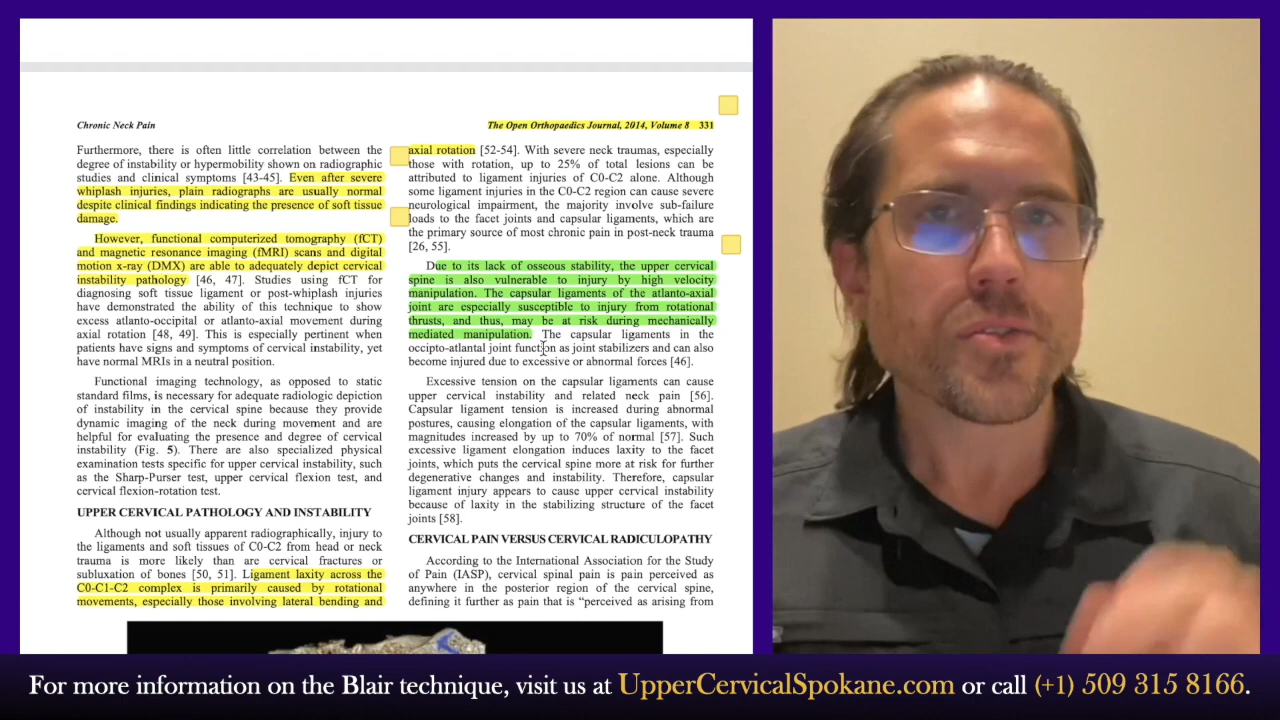 Chronic Neck Pain
The Open Orthopaedics Journal, 2014, Volume 8 331
Furthermore, there is often little correlation between the
degree of instability or hypermobility shown on radiographic
studies and clinical symptoms [43-45]. Even after severe
whiplash injuries, plain radiographs are usually normal
despite clinical findings indicating the presence of soft tissue
damage.
However, functional computerized tomography (fCT)
and magnetic resonance imaging (fMRI) scans and digital
motion x-ray (DMX) are able to adequately depict cervical
instability pathology [46, 47]. Studies using fCT for
diagnosing soft tissue ligament or post-whiplash injuries
have demonstrated the ability of this technique to show
excess atlanto-occipital or atlanto-axial movement during
axial rotation [48, 49]. This is especially pertinent when
patients have signs and symptoms of cervical instability, yet
have normal MRIs in a neutral position.
Functional imaging technology, as opposed to static
standard films, is necessary for adequate radiologic depiction
of instability in the cervical spine because they provide
dynamic imaging of the neck during movement and are
helpful for evaluating the presence and degree of cervical
instability (Fig. 5). There are also specialized physical
examination tests specific for upper cervical instability, such
as the Sharp-Purser test, upper cervical flexion test, and
cervical flexion-rotation test.
UPPER CERVICAL PATHOLOGY AND INSTABILITY
Although not usually apparent radiographically, injury to
the ligaments and soft tissues of C0-C2 from head or neck
trauma is more likely than are cervical fractures or
subluxation of bones [50, 51]. Ligament laxity across the
C0-C1-C2 complex is primarily caused by rotational
movements, especially those involving lateral bending and
axial rotation [52-54]. With severe neck traumas, especially
those with rotation, up to 25% of total lesions can be
attributed to ligament injuries of C0-C2 alone. Although
some ligament injuries in the C0-C2 region can cause severe
neurological impairment, the majority involve sub-failure
loads to the facet joints and capsular ligaments, which are
the primary source of most chronic pain in post-neck trauma
[26, 55].
Due to its lack of osseous stability, the upper cervical
spine is also vulnerable to injury by high velocity
manipulation. The capsular ligaments of the atlanto-axial
joint are especially susceptible to injury from rotational
thrusts, and thus, may be at risk during mechanically
mediated manipulation. The capsular ligaments in the
occipto-atlantal joint function as joint stabilizers and can also
become injured due to excessive or abnormal forces [46].
Excessive tension on the capsular ligaments can cause
upper cervical instability and related neck pain [56].
Capsular ligament tension is increased during abnormal
postures, causing elongation of the capsular ligaments, with
magnitudes increased by up to 70% of normal [57]. Such
excessive ligament elongation induces laxity to the facet
joints, which puts the cervical spine more at risk for further
degenerative changes and instability. Therefore, capsular
ligament injury appears to cause upper cervical instability
because of laxity in the stabilizing structure of the facet
joints [58].
CERVICAL PAIN VERSUS CERVICAL RADICULOPATHY
According to the International Association for the Study
of Pain (IASP), cervical spinal pain is pain perceived as
anywhere in the posterior region of the cervical spine,
defining it further as pain that is “perceived as arising from
For more information on the Blair technique, visit us at UpperCervicalSpokane.com or call (+1) 509 315 8166.